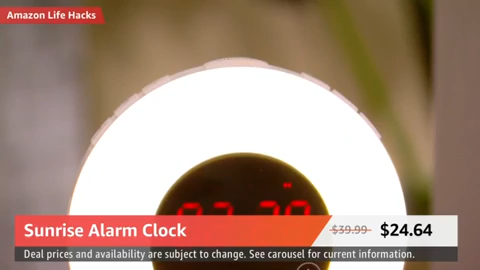 Amazon Life Hacks
Sunrise Alarm Clock
$39.99 $24.64
Deal prices and availability are subject to change. See carousel for current information.